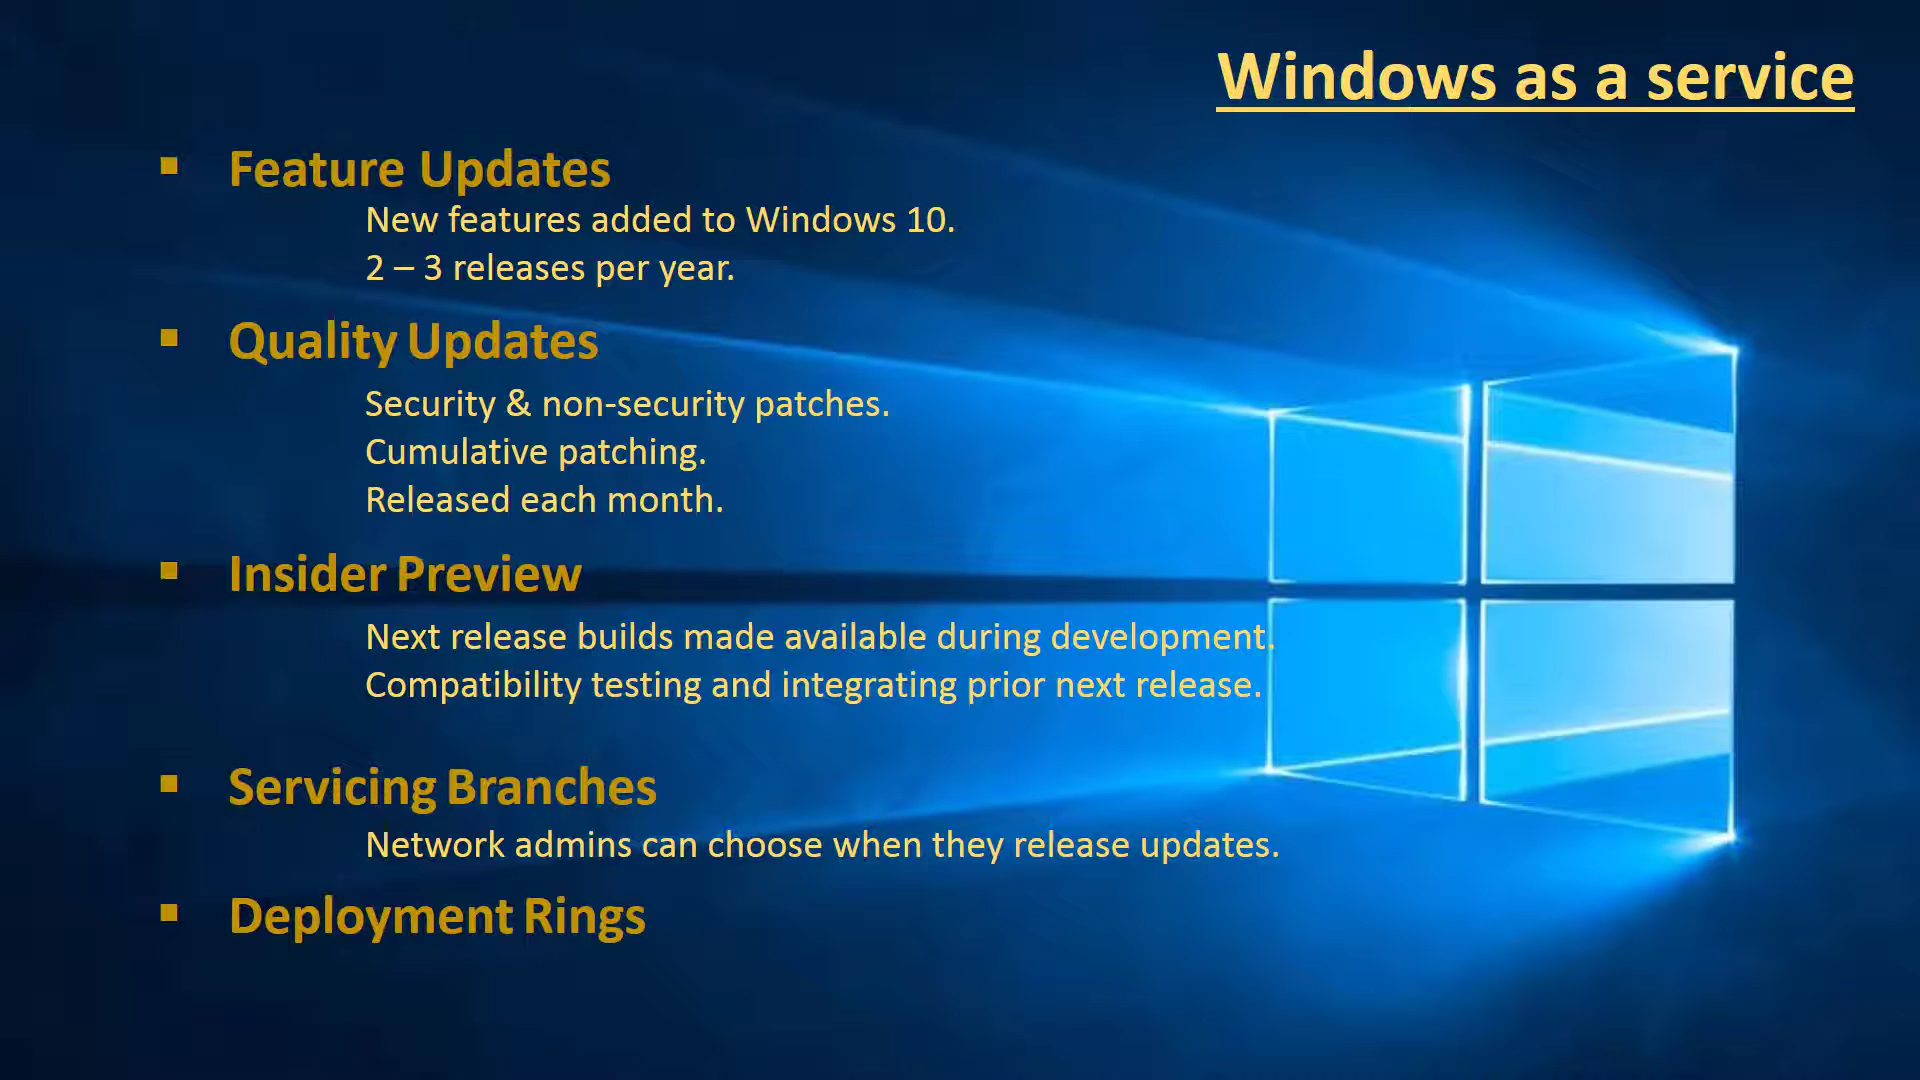 Windows as a service
▪ Feature Updates
New features added to Windows 10.
2 – 3 releases per year.
▪ Quality Updates
Security & non-security patches.
Cumulative patching.
Released each month.
▪ Insider Preview
Next release builds made available during development.
Compatibility testing and integrating prior next release.
▪ Servicing Branches
Network admins can choose when they release updates.
▪ Deployment Rings